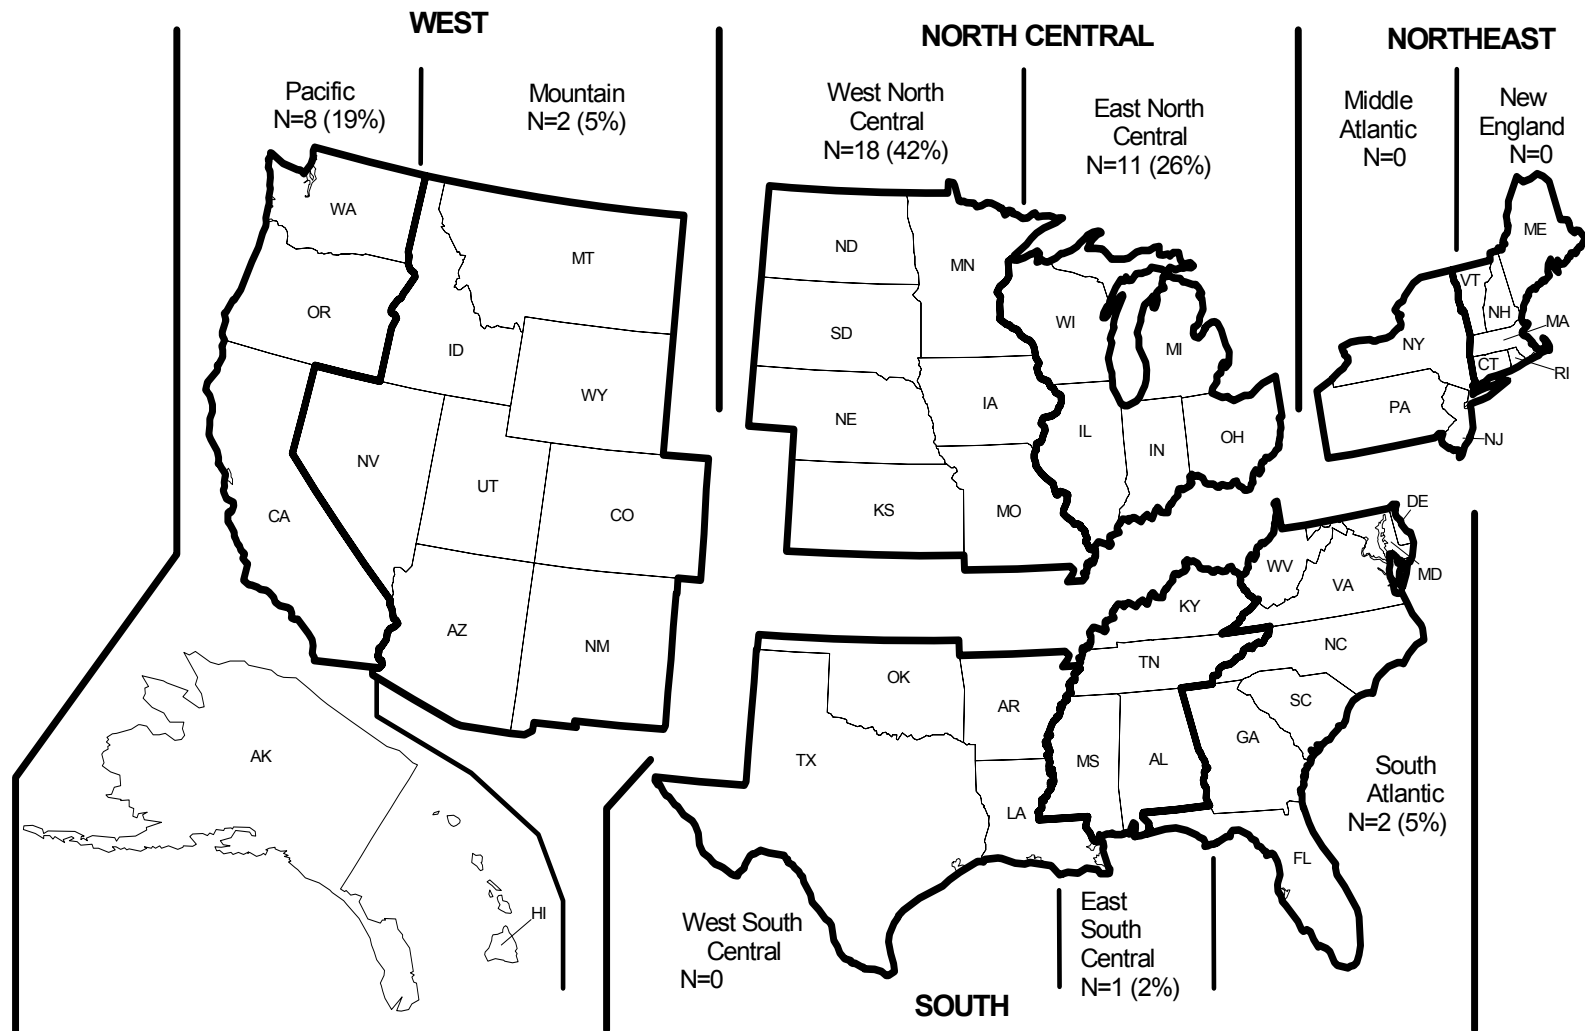 WEST
NORTH CENTRAL
NORTHEAST
Pacific
N=8 (19%)
Mountain
N=2 (5%)
West North
Central
N=18 (42%)
East North
Central
N=11 (26%)
Middle
Atlantic
N=0
New
England
N=0
WA
OR
CA
MT
ID
WY
NV
UT
CO
AZ
NM
AK
HI
ND
SD
NE
KS
MN
IA
MO
WI
MI
IL
IN
OH
ME
VT
NH
MA
NY
CT
RI
PA
NJ
DE
MD
WV
VA
KY
NC
TN
SC
GA
FL
OK
AR
TX
LA
MS
AL
South
Atlantic
N=2 (5%)
West South
Central
N=0
East
South
Central
N=1 (2%)
SOUTH